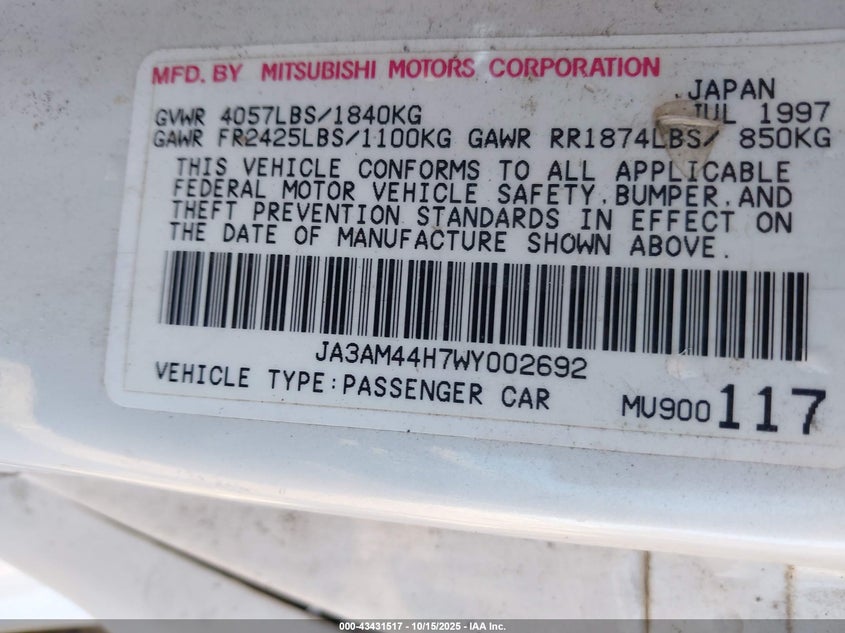 MFD. BY MITSUBISHI MOTORS CORPORATION
JAPAN
GVWR 4057LBS/1840KG JUL 1997
GAWR FR2425LBS/1100KG GAWR RR1874LBS/ 850KG
THIS VEHICLE CONFORMS TO ALL APPLICABLE
FEDERAL MOTOR VEHICLE SAFETY, BUMPER, AND
THEFT PREVENTION STANDARDS IN EFFECT ON
THE DATE OF MANUFACTURE SHOWN ABOVE.
JA3AM44H7WY002692
VEHICLE TYPE:PASSENGER CAR MU900117
000-43431517 - 10/15/2025 - IAA Inc.